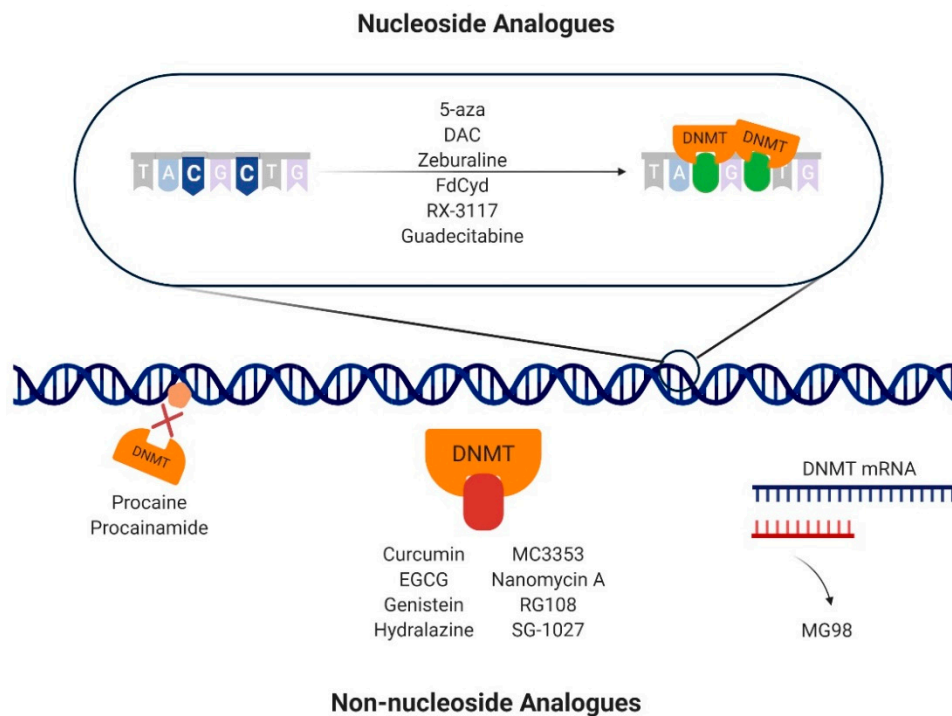 Nucleoside Analogues
5-aza
DAC
Zeburaline
FdCyd
RX-3117
Guadecitabine
T A C G C T G
DNMT DNMT
T A G T G
DNMT
Procaine
Procainamide
DNMT
Curcumin MC3353
EGCG Nanomycin A
Genistein RG108
Hydralazine SG-1027
DNMT mRNA
MG98
Non-nucleoside Analogues